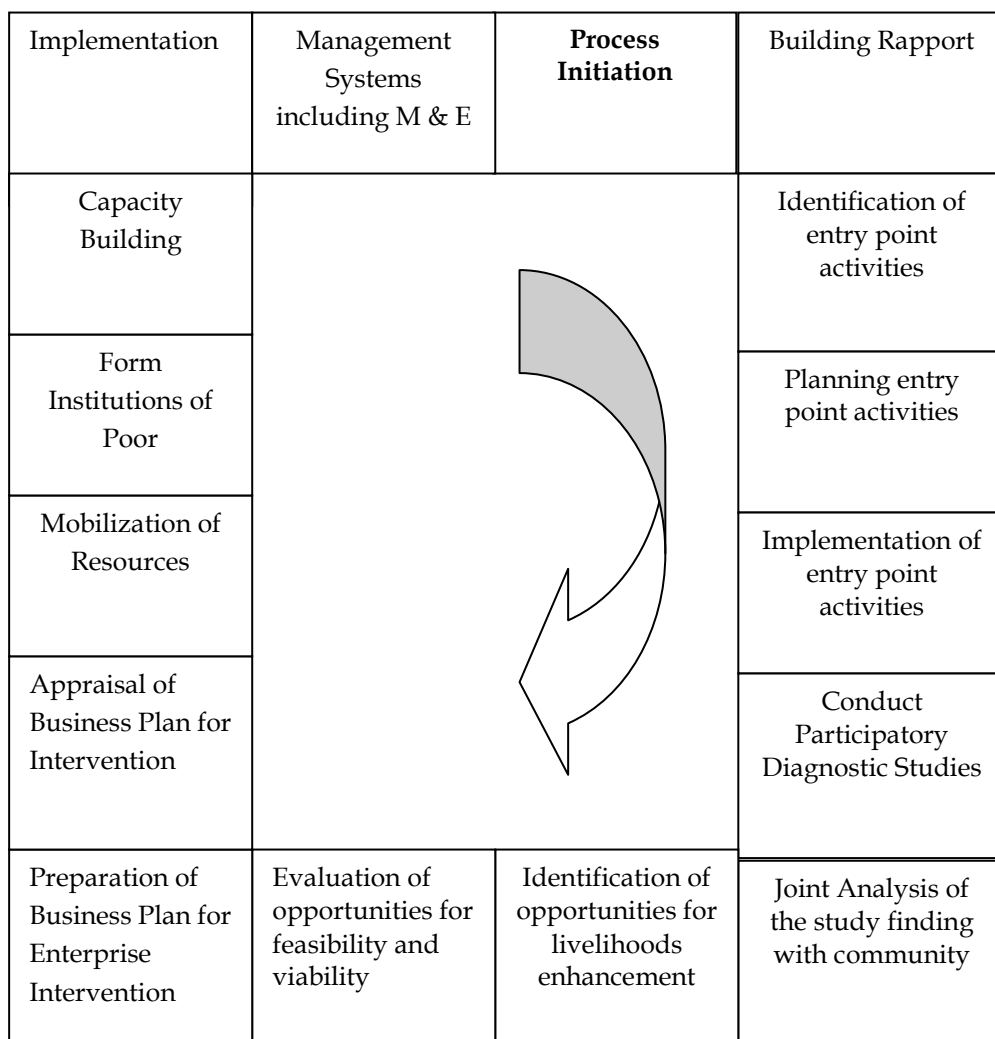 Implementation
Management
Systems
including M & E
Process
Initiation
Building Rapport
Capacity
Building
Identification of
entry point
activities
Form
Institutions of
Poor
Planning entry
point activities
Mobilization of
Resources
Implementation of
entry point
activities
Appraisal of
Business Plan for
Intervention
Conduct
Participatory
Diagnostic Studies
Preparation of
Business Plan for
Enterprise
Intervention
Evaluation of
opportunities for
feasibility and
viability
Identification of
opportunities for
livelihoods
enhancement
Joint Analysis of
the study finding
with community